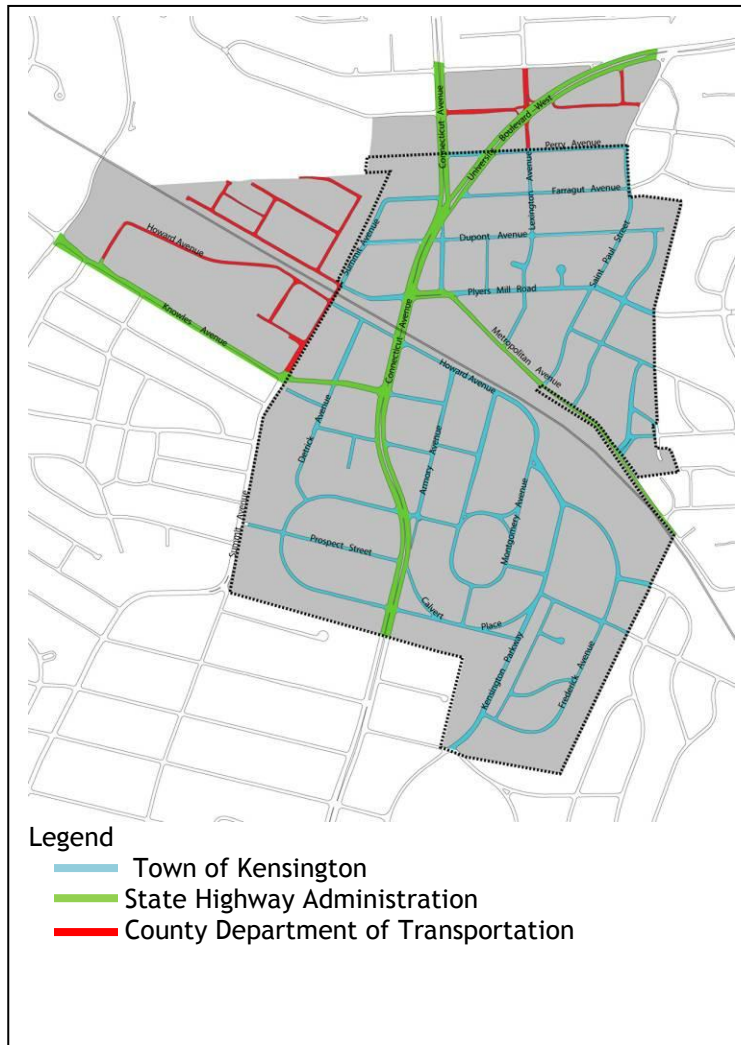 Connecticut Avenue
University Boulevard West
Perry Avenue
Lexington Avenue
Farragut Avenue
Summit Avenue
Dupont Avenue
Saint Paul Street
Howard Avenue
Plyers Mill Road
Knowles Avenue
Connecticut Avenue
Metropolitan Avenue
Howard Avenue
Detrick Avenue
Armory Avenue
Montgomery Avenue
Summit Avenue
Prospect Street
Calvert Place
Kensington Parkway
Frederick Avenue
Legend
Town of Kensington
State Highway Administration
County Department of Transportation